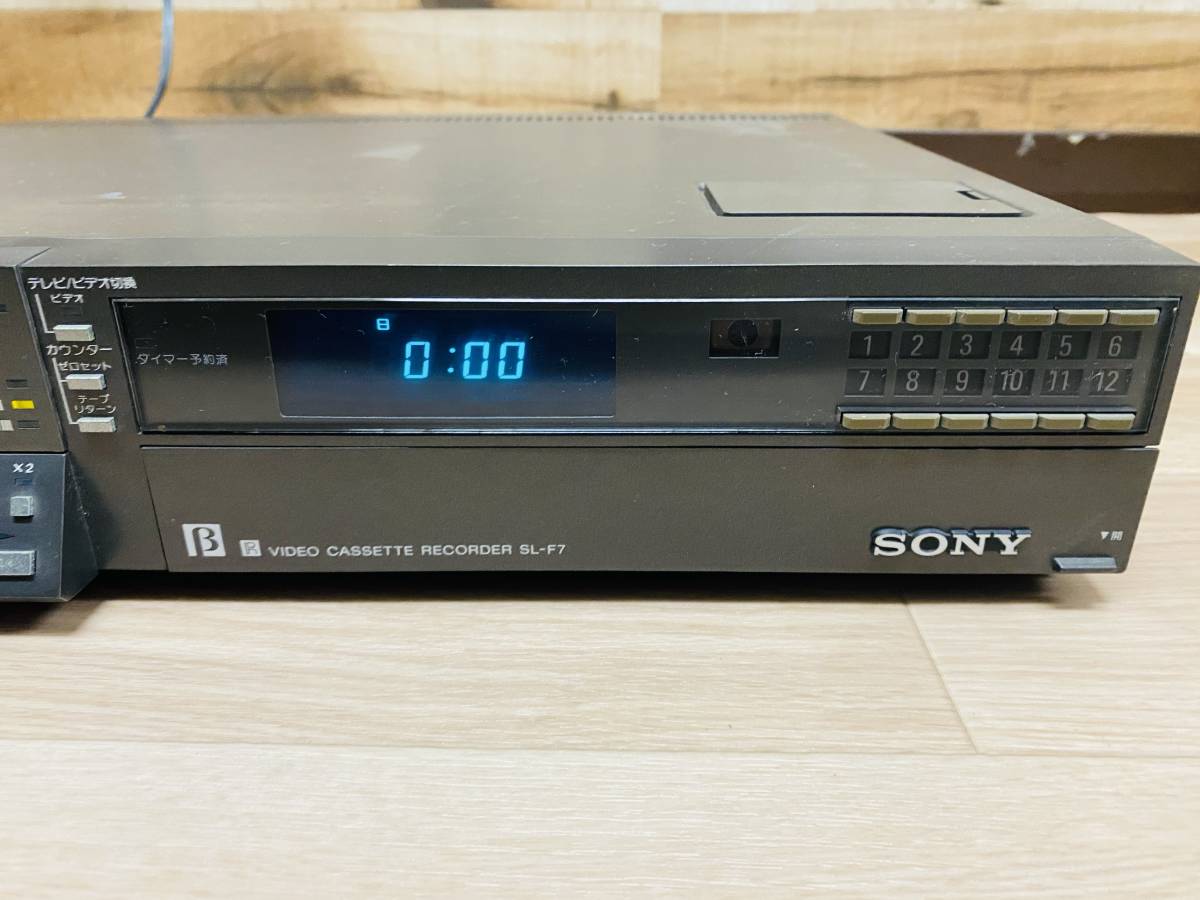 テレビ/ビデオ切換
ビデオ
カウンター
ゼロセット
テープ
リターン
タイマー予約済
日
0:00
1 2 3 4 5 6
7 8 9 10 11 12
×2
β R VIDEO CASSETTE RECORDER SL-F7
SONY
▼開